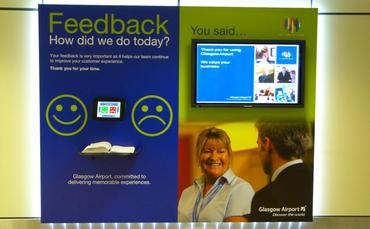 Feedback
How did we do today?
Your feedback is very important as it helps our team continue
to improve your customer experience.
Thank you for your time.
Glasgow Airport, committed to
delivering memorable experiences.
You said...
Thank you for using
Glasgow Airport
We value your
business
Glasgow Airport
Glasgow Airport
Discover the world